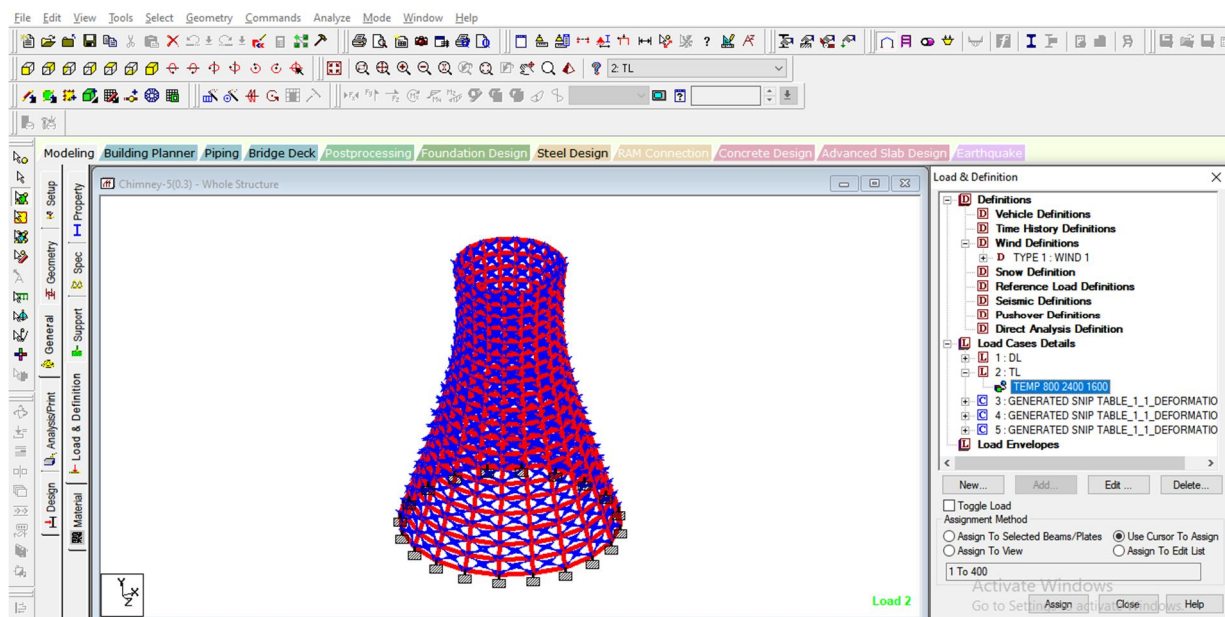 File Edit View Tools Select Geometry Commands Analyze Mode Window Help
2: TL
Modeling Building Planner Piping Bridge Deck Postprocessing Foundation Design Steel Design RAM Connection Concrete Design Advanced Slab Design Earthquake
Setup
Geometry
General
Analysis/Print
Design
Property
Spec
Support
Load & Definition
Material
Chimney-5(0.3) - Whole Structure
Y
X
Z
Load 2
Load & Definition
Definitions
Vehicle Definitions
Time History Definitions
Wind Definitions
TYPE 1 : WIND 1
Snow Definition
Reference Load Definitions
Seismic Definitions
Pushover Definitions
Direct Analysis Definition
Load Cases Details
1 : DL
2 : TL
TEMP 800 2400 1600
3 : GENERATED SNIP TABLE_1_1_DEFORMATIO
4 : GENERATED SNIP TABLE_1_1_DEFORMATIO
5 : GENERATED SNIP TABLE_1_1_DEFORMATIO
Load Envelopes
New... Add... Edit ... Delete...
Toggle Load
Assignment Method
Assign To Selected Beams/Plates Use Cursor To Assign
Assign To View Assign To Edit List
1 To 400
Activate Windows
Go to Settings to activate Windows.
Assign Close Help